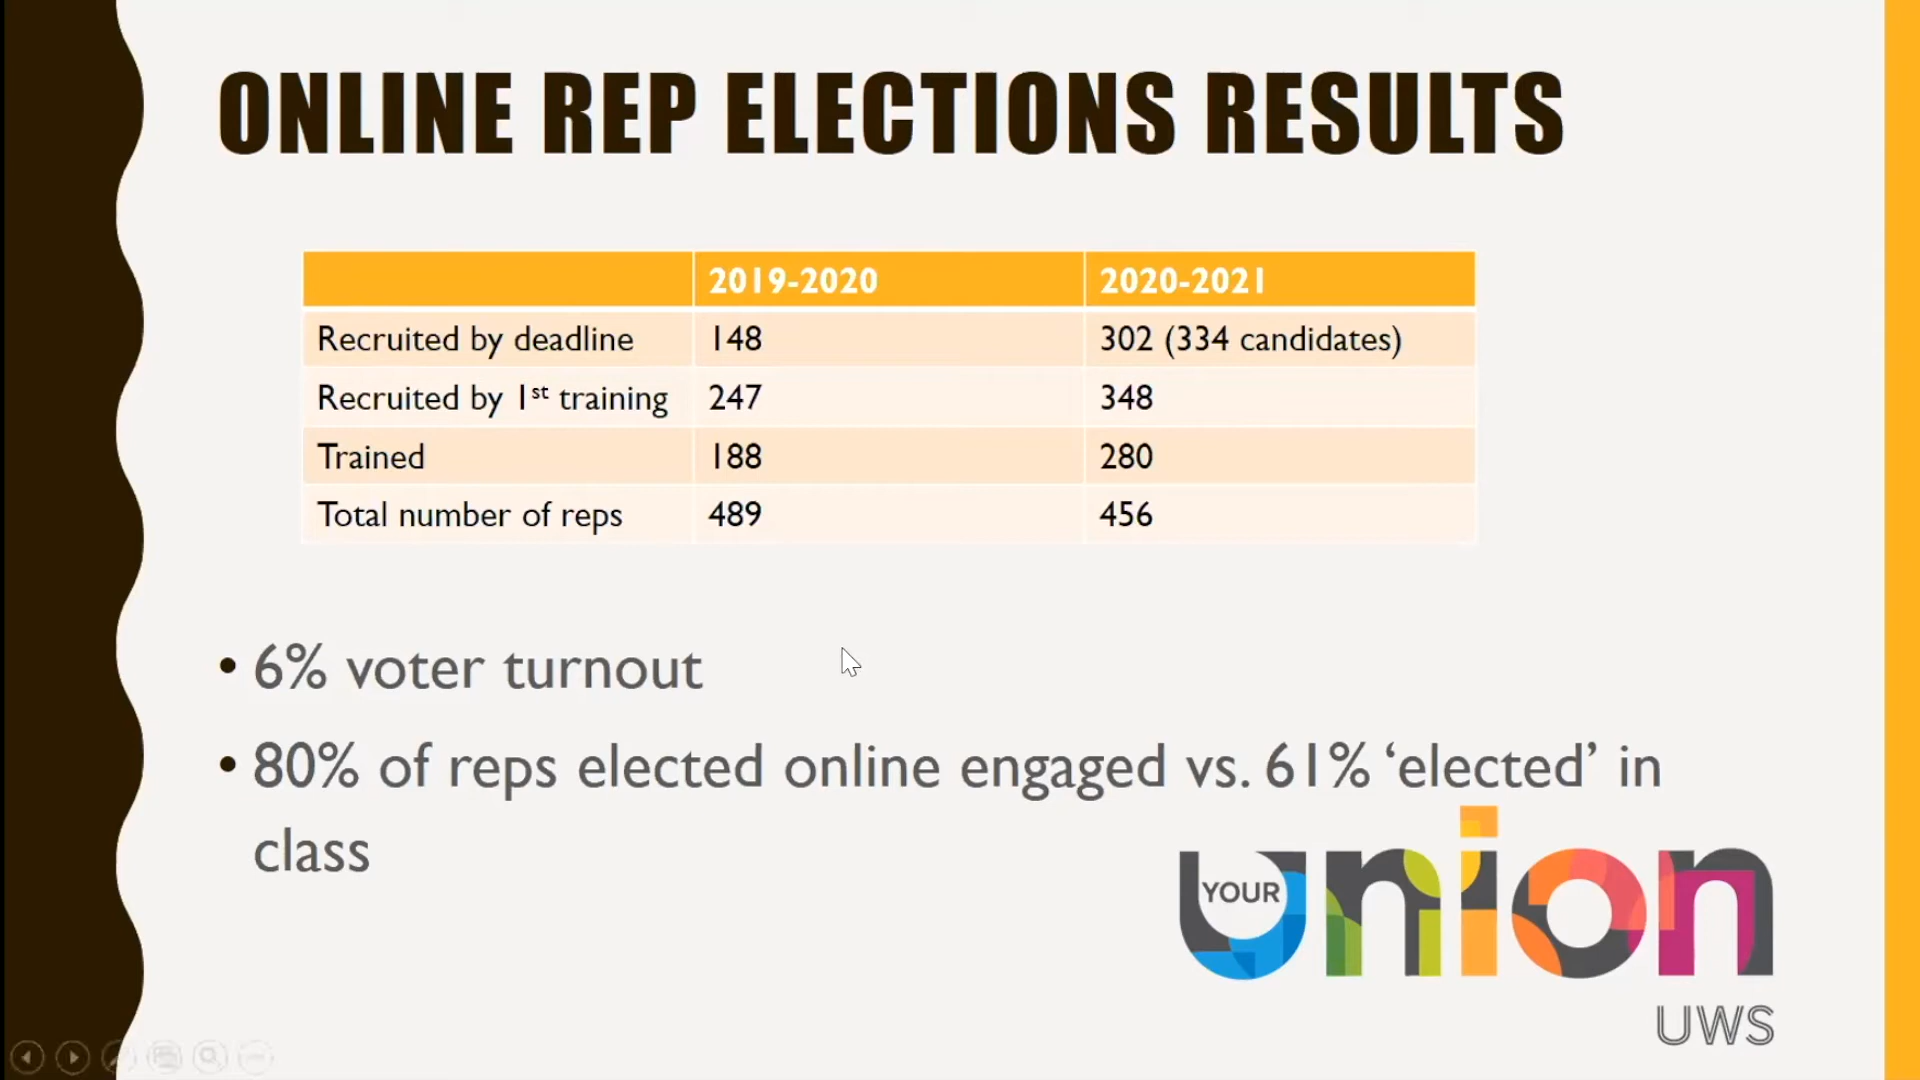 ONLINE REP ELECTIONS RESULTS
2019-2020 2020-2021
Recruited by deadline 148 302 (334 candidates)
Recruited by 1st training 247 348
Trained 188 280
Total number of reps 489 456
• 6% voter turnout
• 80% of reps elected online engaged vs. 61% ‘elected’ in
class
YOUR
union
UWS